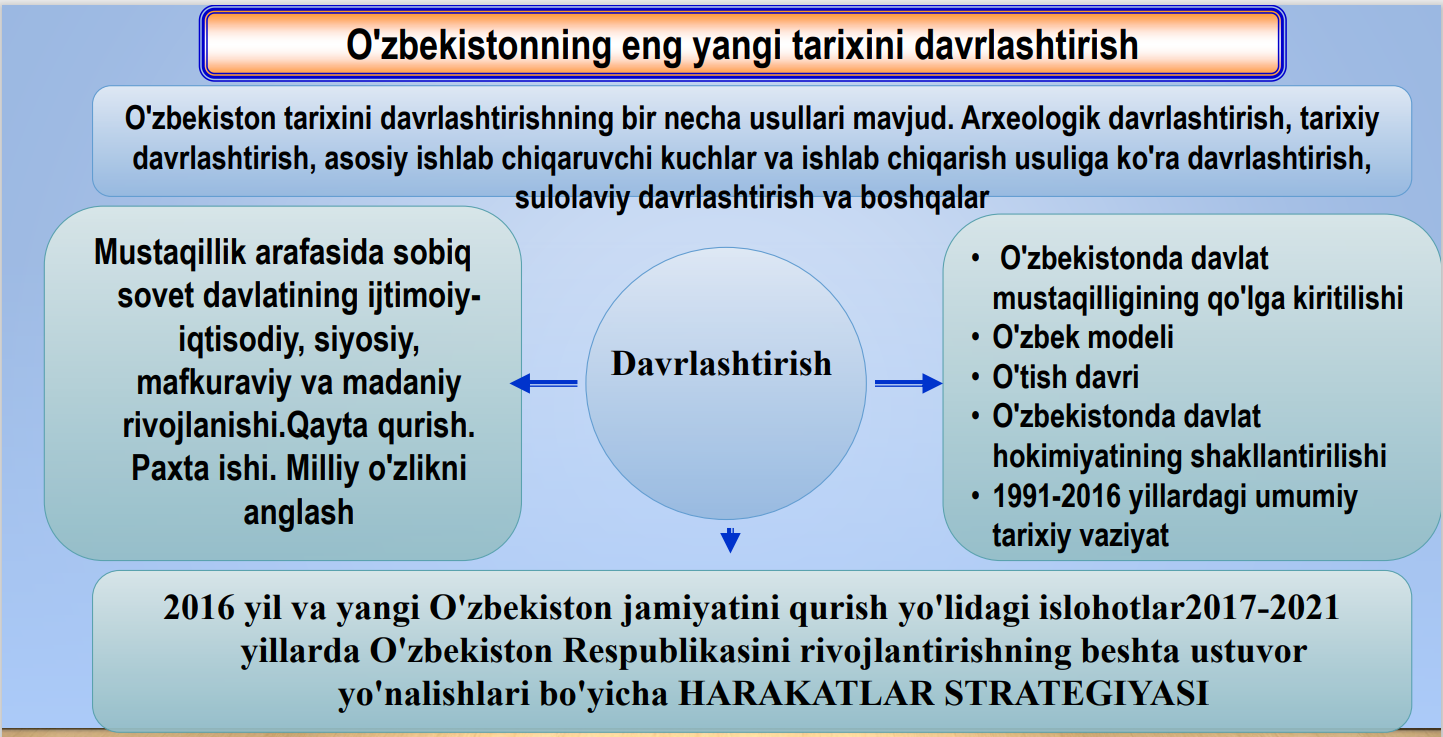 O'zbekistonning eng yangi tarixini davrlashtirish
O'zbekiston tarixini davrlashtirishning bir necha usullari mavjud. Arxeologik davrlashtirish, tarixiy
davrlashtirish, asosiy ishlab chiqaruvchi kuchlar va ishlab chiqarish usuliga ko'ra davrlashtirish,
sulolaviy davrlashtirish va boshqalar
Mustaqillik arafasida sobiq
sovet davlatining ijtimoiy-
iqtisodiy, siyosiy,
mafkuraviy va madaniy
rivojlanishi.Qayta qurish.
Paxta ishi. Milliy o'zlikni
anglash
Davrlashtirish
• O'zbekistonda davlat
mustaqilligining qo'lga kiritilishi
• O'zbek modeli
• O'tish davri
• O'zbekistonda davlat
hokimiyatining shakllantirilishi
• 1991-2016 yillardagi umumiy
tarixiy vaziyat
2016 yil va yangi O'zbekiston jamiyatini qurish yo'lidagi islohotlar2017-2021
yillarda O'zbekiston Respublikasini rivojlantirishning beshta ustuvor
yo'nalishlari bo'yicha HARAKATLAR STRATEGIYASI